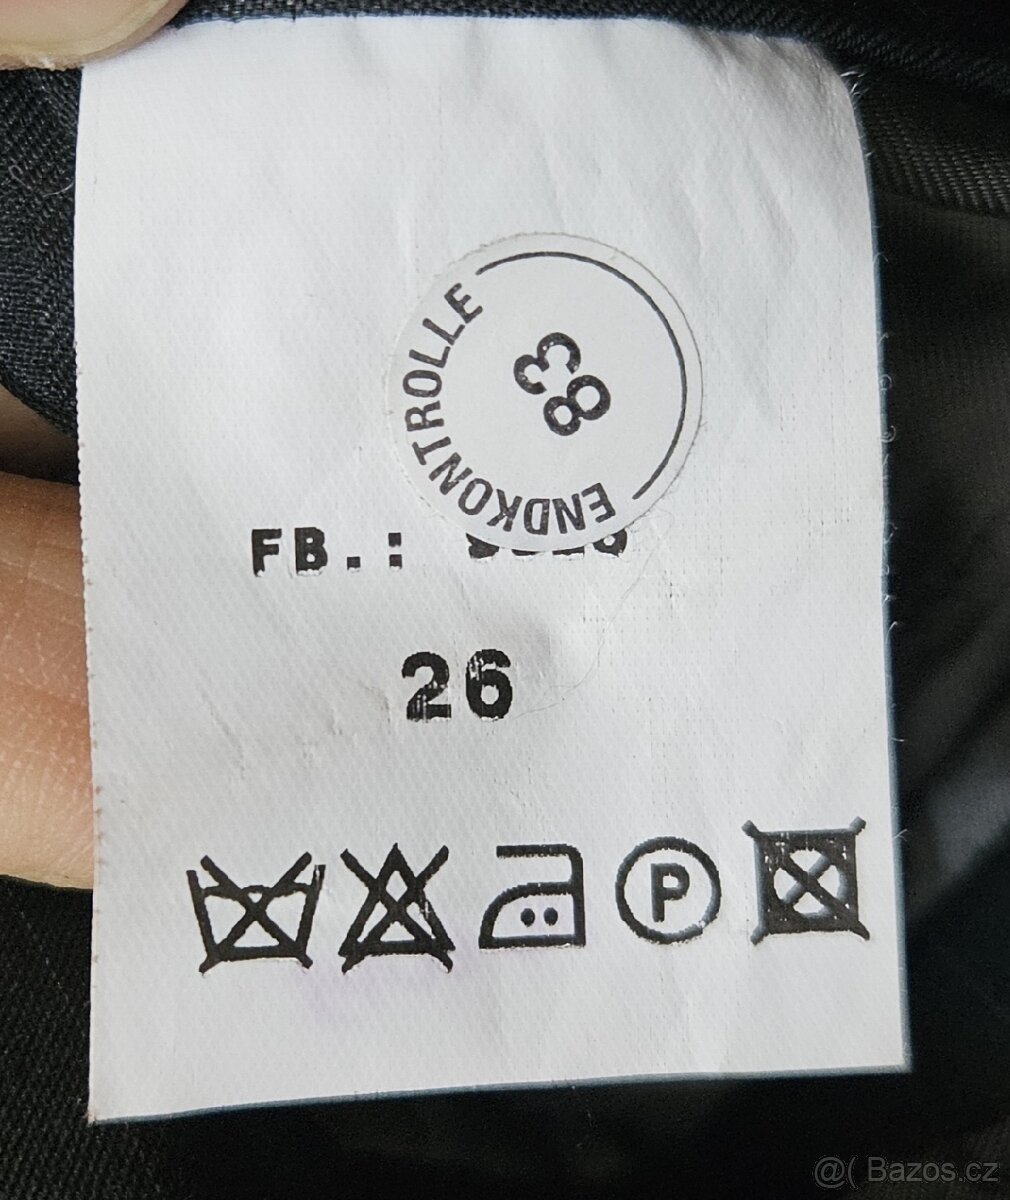 ENDKONTROLLE
83
FB.:
26
P
@( Bazos.cz